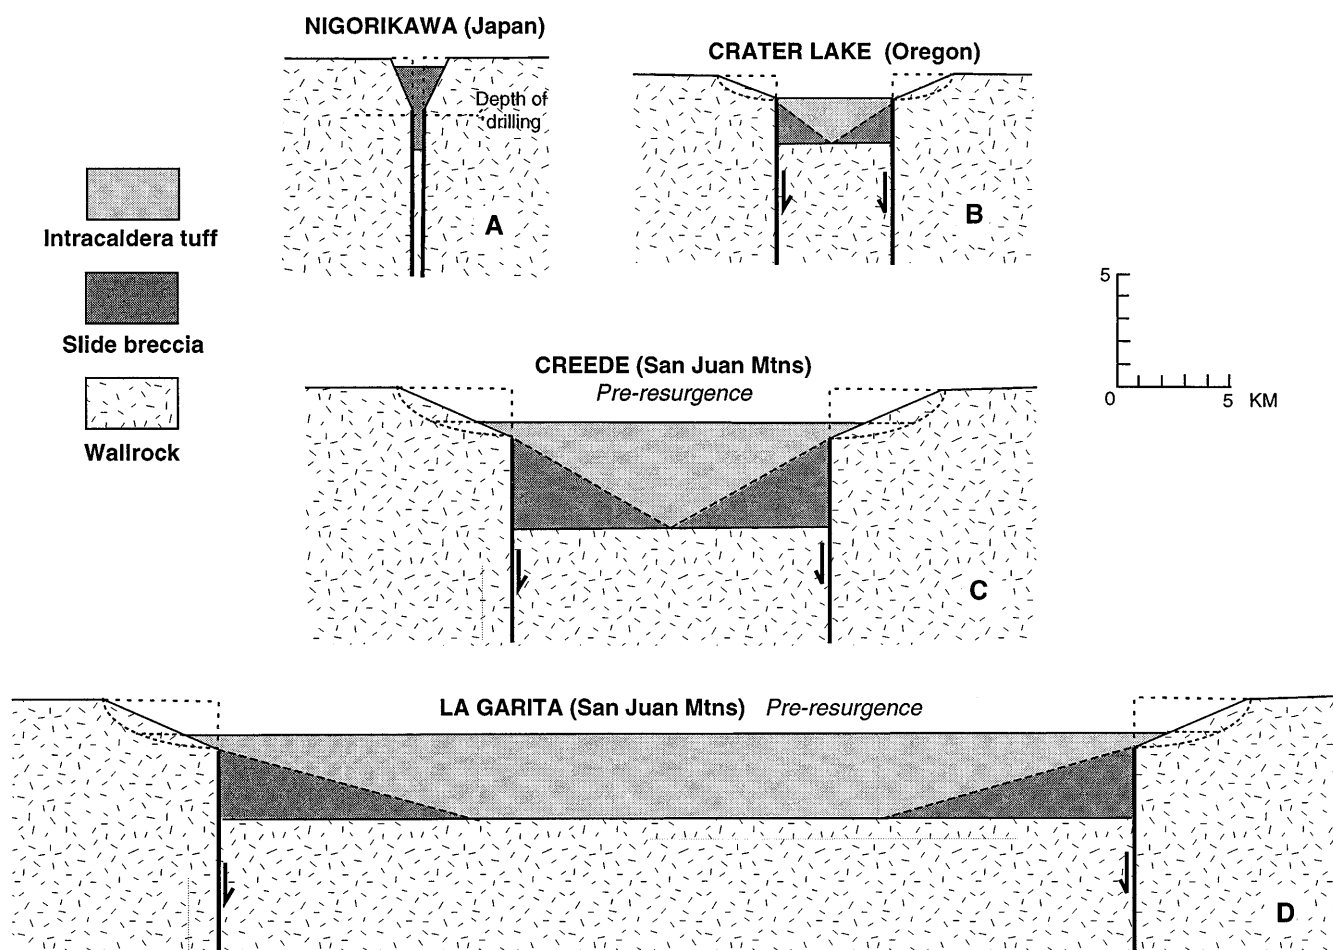 NIGORIKAWA (Japan)
Depth of
drilling
A
CRATER LAKE (Oregon)
B
Intracaldera tuff
Slide breccia
Wallrock
5
0 5 KM
CREEDE (San Juan Mtns)
Pre-resurgence
C
LA GARITA (San Juan Mtns) Pre-resurgence
D